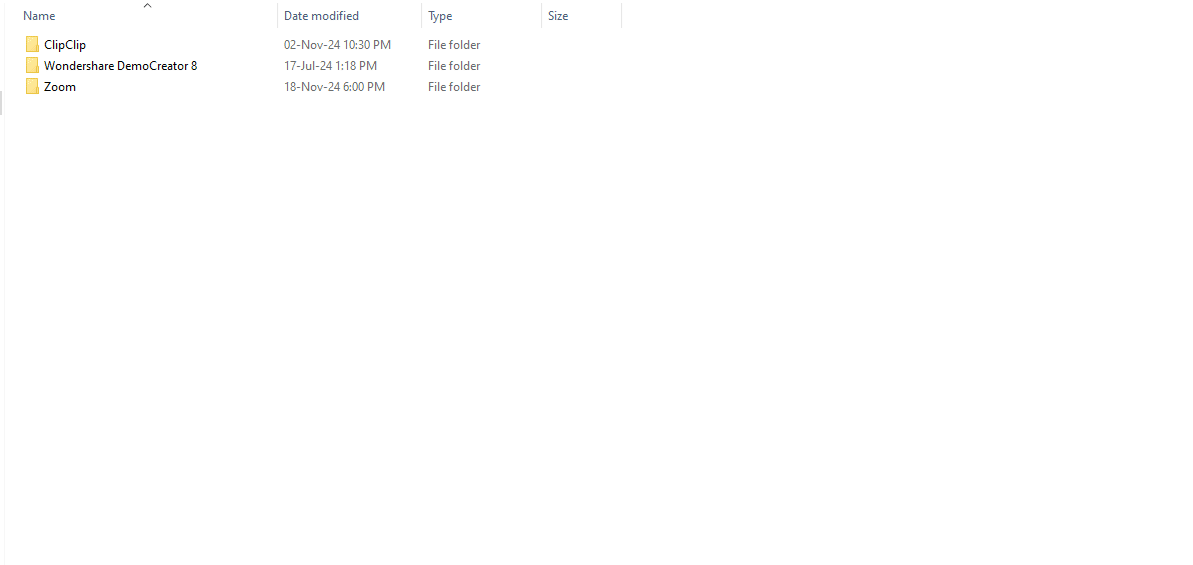 Name Date modified Type Size
ClipClip 02-Nov-24 10:30 PM File folder
Wondershare DemoCreator 8 17-Jul-24 1:18 PM File folder
Zoom 18-Nov-24 6:00 PM File folder